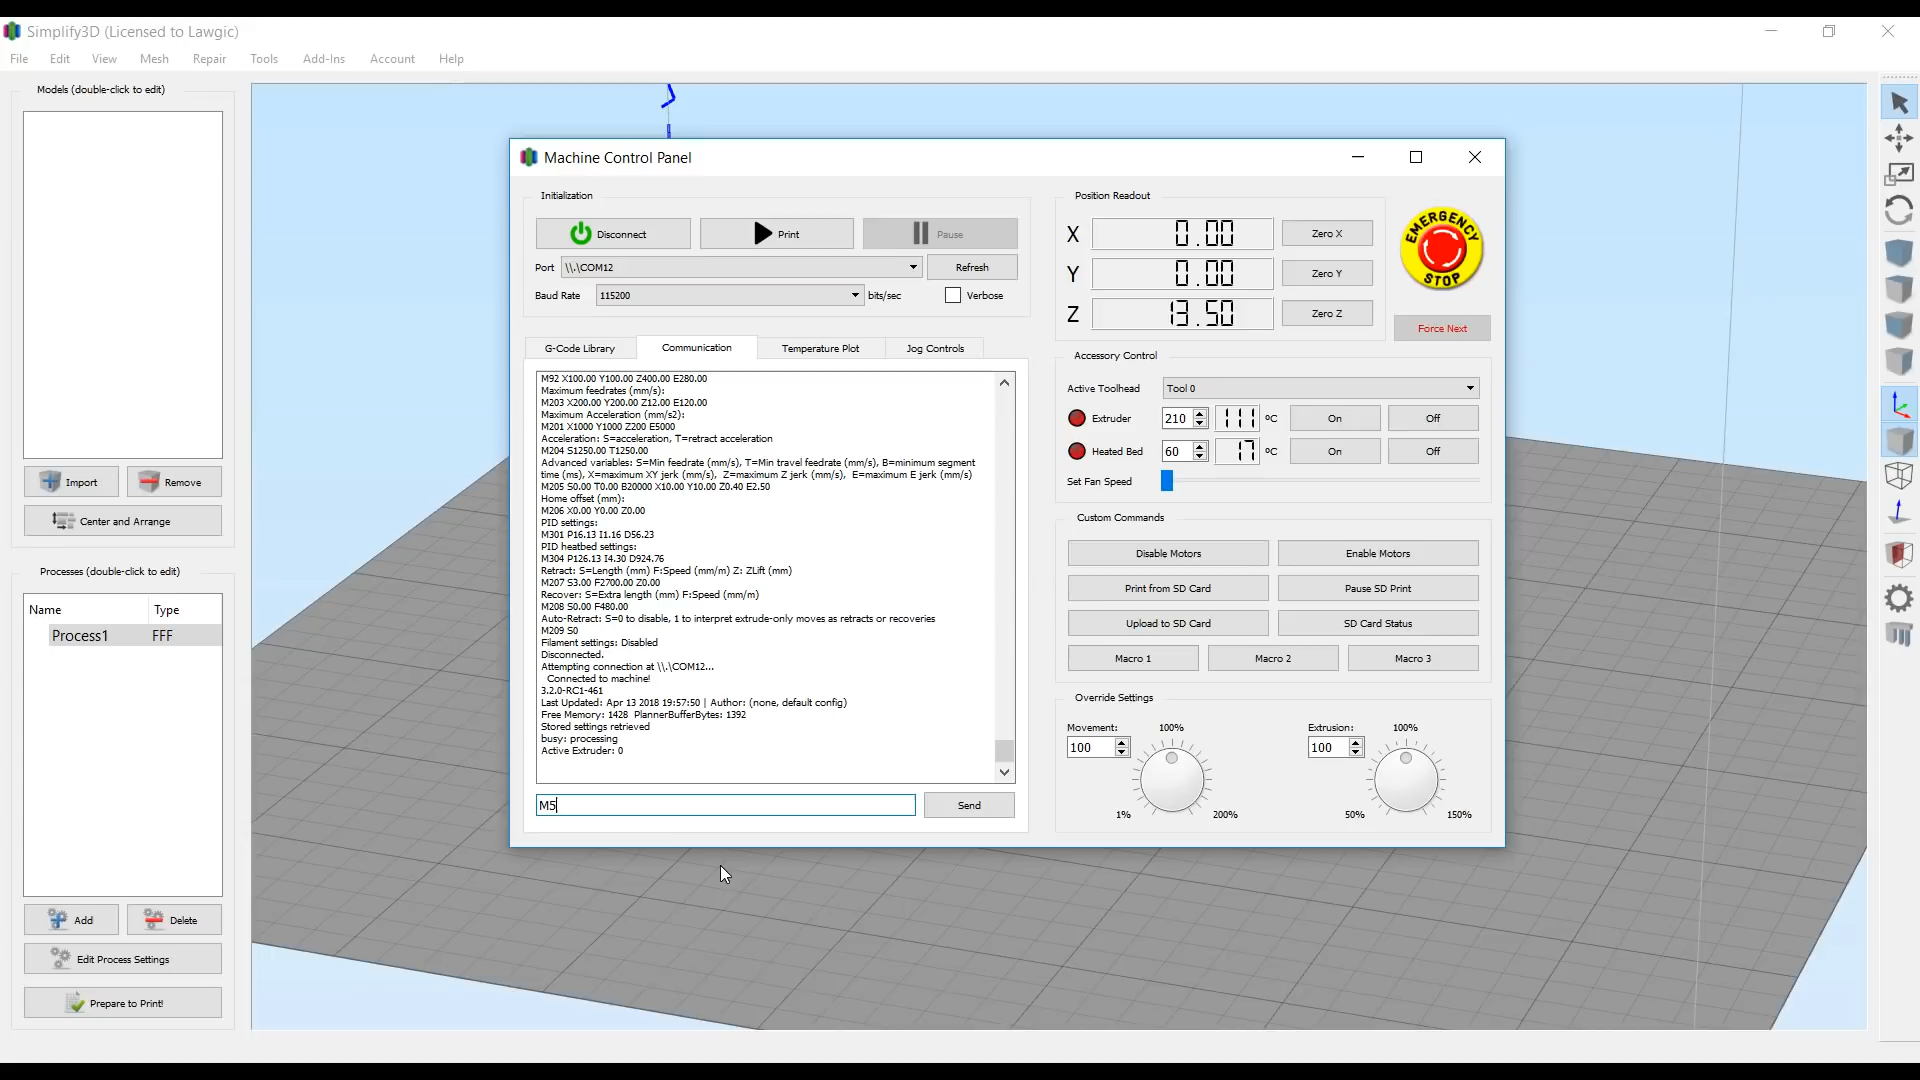 Simplify3D (Licensed to Lawgic)
File Edit View Mesh Repair Tools Add-Ins Account Help
Models (double-click to edit)
Import Remove
Center and Arrange
Processes (double-click to edit)
Name Type
Process1 FFF
Add Delete
Edit Process Settings
Prepare to Print!
Machine Control Panel
Initialization
Disconnect Print Pause
Port \\.\COM12 Refresh
Baud Rate 115200 bits/sec Verbose
G-Code Library Communication Temperature Plot Jog Controls
M92 X100.00 Y100.00 Z400.00 E280.00
Maximum feedrates (mm/s):
M203 X200.00 Y200.00 Z12.00 E120.00
Maximum Acceleration (mm/s2):
M201 X1000 Y1000 Z200 E5000
Acceleration: S=acceleration, T=retract acceleration
M204 S1250.00 T1250.00
Advanced variables: S=Min feedrate (mm/s), T=Min travel feedrate (mm/s), B=minimum segment
time (ms), X=maximum XY jerk (mm/s),  Z=maximum Z jerk (mm/s),  E=maximum E jerk (mm/s)
M205 S0.00 T0.00 B20000 X10.00 Y10.00 Z0.40 E2.50
Home offset (mm):
M206 X0.00 Y0.00 Z0.00
PID settings:
M301 P16.13 I1.16 D56.23
PID heatbed settings:
M304 P126.13 I4.30 D924.76
Retract: S=Length (mm) F:Speed (mm/m) Z: ZLift (mm)
M207 S3.00 F2700.00 Z0.00
Recover: S=Extra length (mm) F:Speed (mm/m)
M208 S0.00 F480.00
Auto-Retract: S=0 to disable, 1 to interpret extrude-only moves as retracts or recoveries
M209 S0
Filament settings: Disabled
Disconnected.
Attempting connection at \\.\COM12...
Connected to machine!
3.2.0-RC1-461
Last Updated: Apr 13 2018 19:57:50 | Author: (none, default config)
Free Memory: 1428  PlannerBufferBytes: 1392
Stored settings retrieved
busy: processing
Active Extruder: 0
M5 Send
Position Readout
X 0.00 Zero X
Y 0.00 Zero Y
Z 13.50 Zero Z
EMERGENCY STOP
Force Next
Accessory Control
Active Toolhead Tool 0
Extruder 210 111 ºC On Off
Heated Bed 60 17 ºC On Off
Set Fan Speed
Custom Commands
Disable Motors Enable Motors
Print from SD Card Pause SD Print
Upload to SD Card SD Card Status
Macro 1 Macro 2 Macro 3
Override Settings
Movement: 100% Extrusion: 100%
100 100
1% 200% 50% 150%